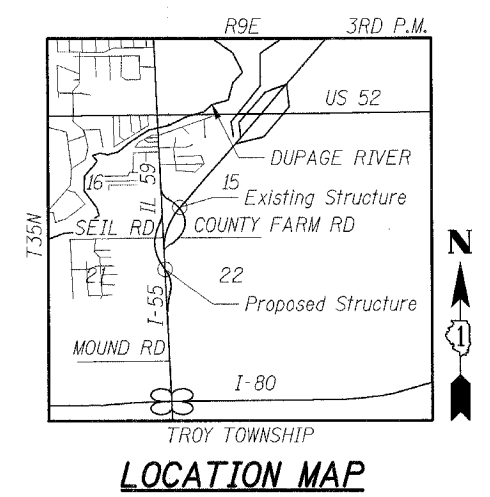 R9E 3RD P.M.
US 52
DUPAGE RIVER
16 IL 59 15
Existing Structure
T35N
SEIL RD COUNTY FARM RD
21 22
Proposed Structure
I-55
MOUND RD
I-80
TROY TOWNSHIP
N
1
LOCATION MAP